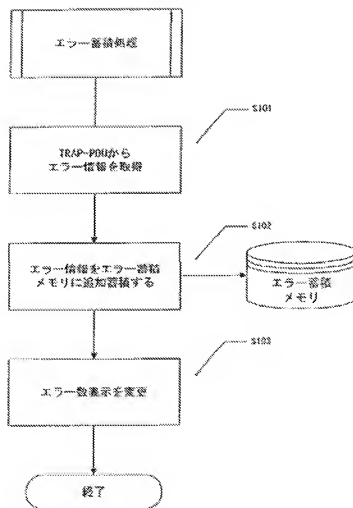 エラー蓄積処理
S101
TRAP-PDUから
エラー情報を取得
S102
エラー情報をエラー蓄積
メモリに追加蓄積する
エラー蓄積
メモリ
S103
エラー数表示を変更
終了